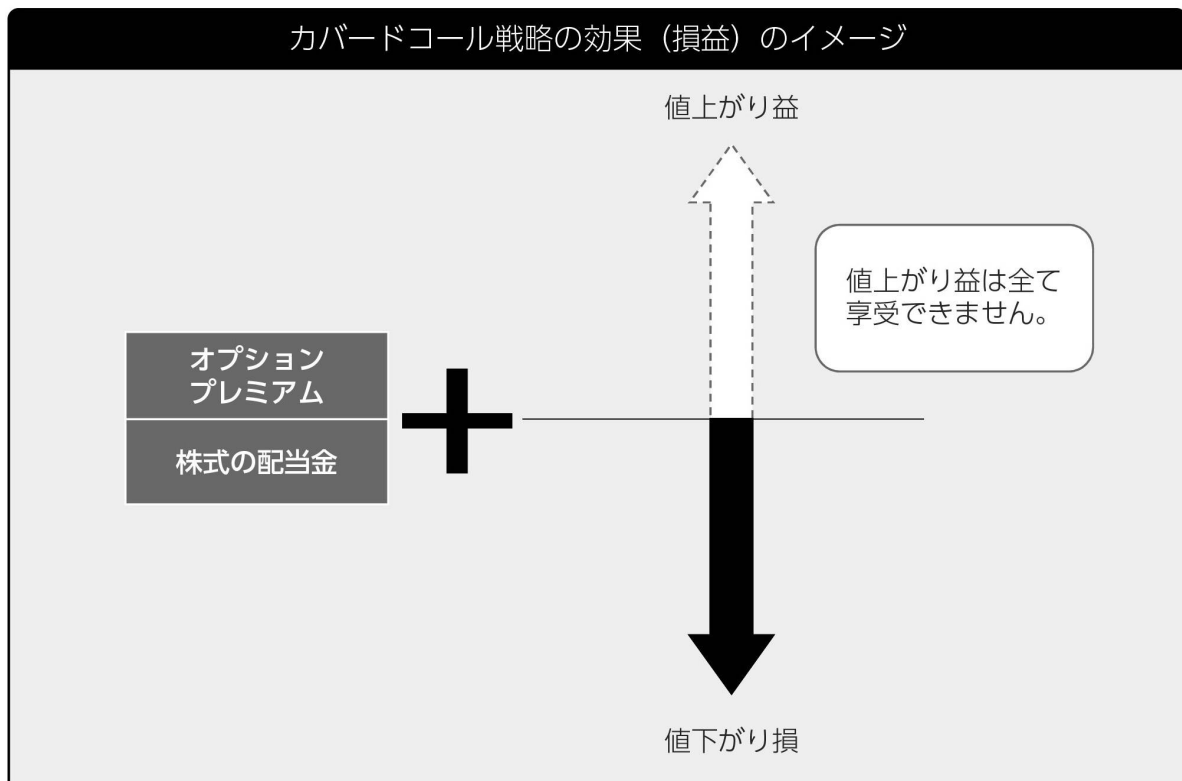 カバードコール戦略の効果（損益）のイメージ
値上がり益
値上がり益は全て
享受できません。
オプション
プレミアム
株式の配当金
値下がり損